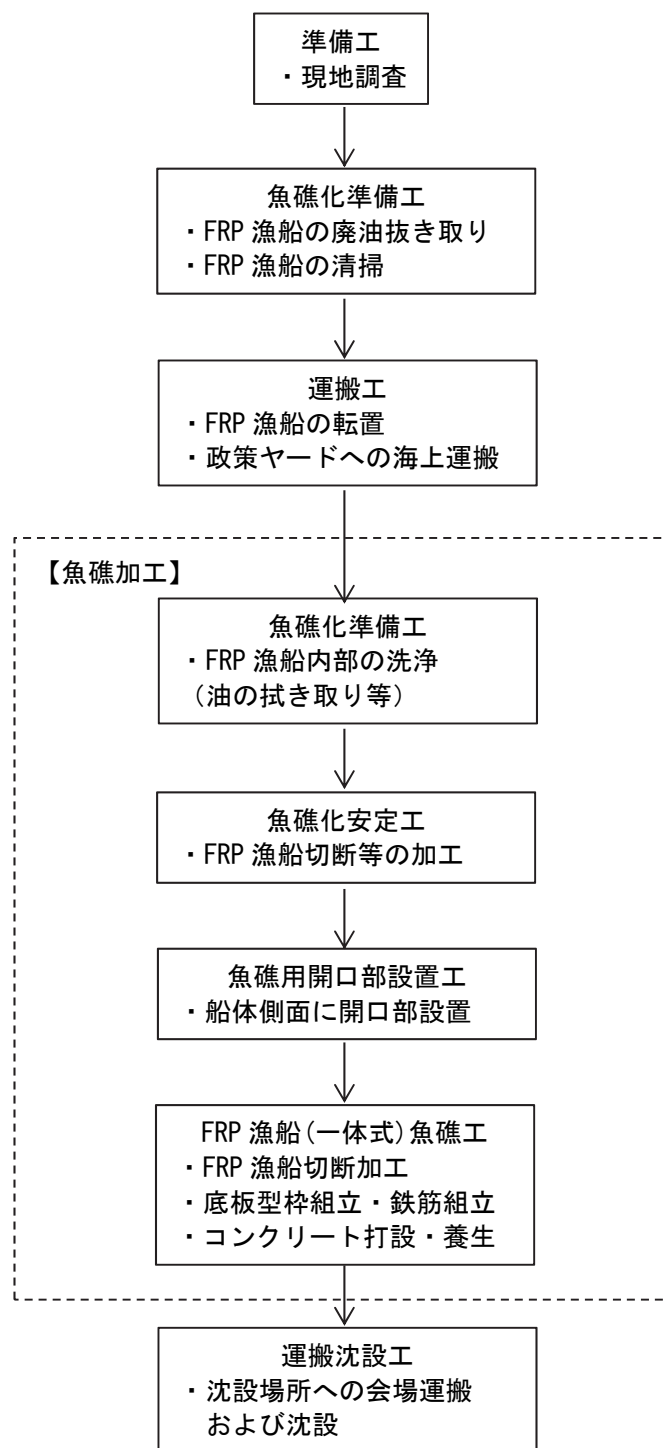 準備工
・現地調査
魚礁化準備工
・FRP 漁船の廃油抜き取り
・FRP 漁船の清掃
運搬工
・FRP 漁船の転置
・政策ヤードへの海上運搬
【魚礁加工】
魚礁化準備工
・FRP 漁船内部の洗浄
（油の拭き取り等）
魚礁化安定工
・FRP 漁船切断等の加工
魚礁用開口部設置工
・船体側面に開口部設置
FRP 漁船(一体式)魚礁工
・FRP 漁船切断加工
・底板型枠組立・鉄筋組立
・コンクリート打設・養生
運搬沈設工
・沈設場所への会場運搬
および沈設